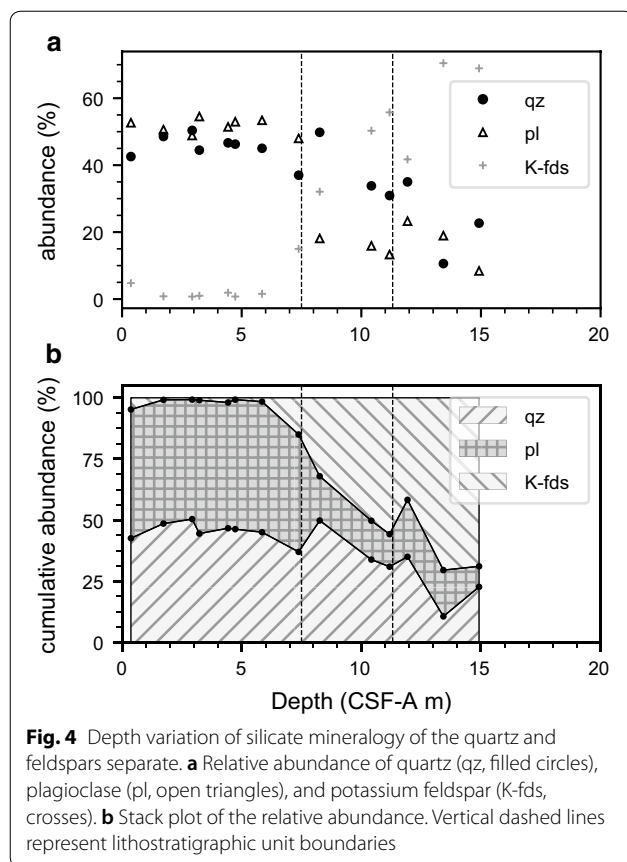 a
abundance (%)
60
40
20
0
qz
pl
K-fds
0
5
10
15
20
b
cumulative abundance (%)
100
75
50
25
0
qz
pl
K-fds
0
5
10
15
20
Depth (CSF-A m)
Fig. 4 Depth variation of silicate mineralogy of the quartz and
feldspars separate. a Relative abundance of quartz (qz, filled circles),
plagioclase (pl, open triangles), and potassium feldspar (K-fds,
crosses). b Stack plot of the relative abundance. Vertical dashed lines
represent lithostratigraphic unit boundaries